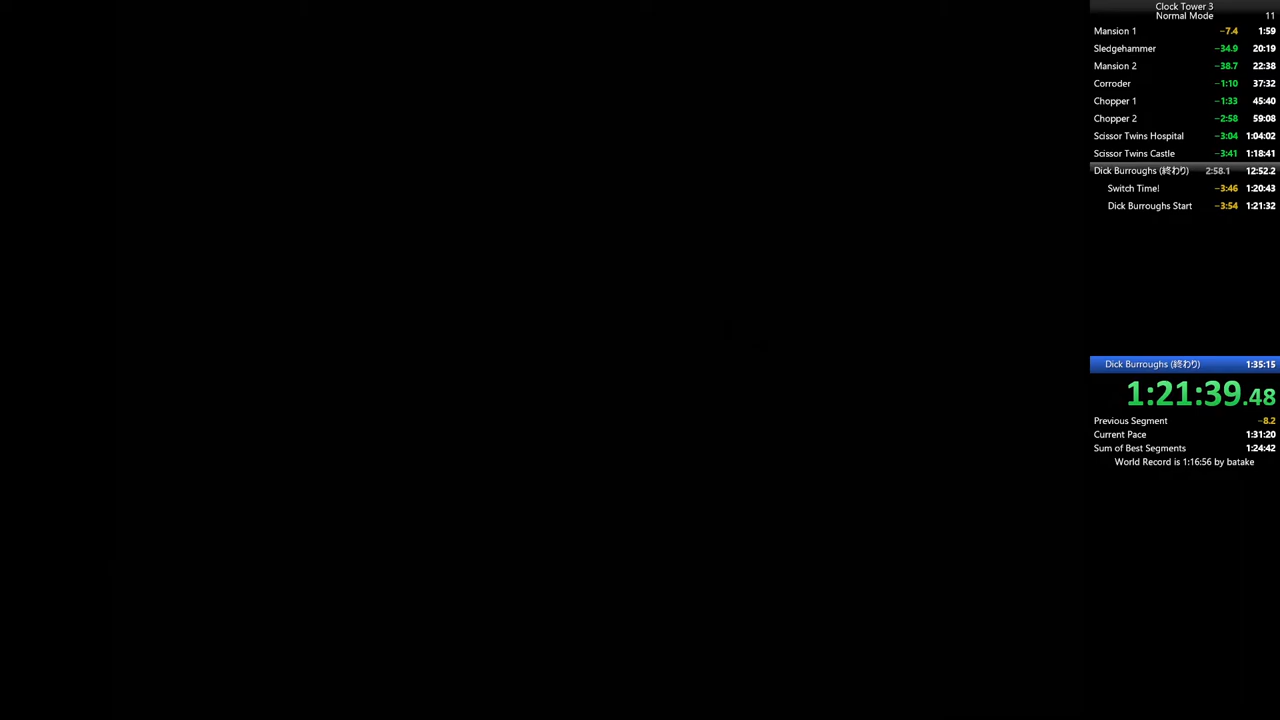 Clock Tower 3
Normal Mode 11
Mansion 1 −7.4 1:59
Sledgehammer −34.9 20:19
Mansion 2 −38.7 22:38
Corroder −1:10 37:32
Chopper 1 −1:33 45:40
Chopper 2 −2:58 59:08
Scissor Twins Hospital −3:04 1:04:02
Scissor Twins Castle −3:41 1:18:41
Dick Burroughs (終わり) 2:58.1 12:52.2
Switch Time! −3:46 1:20:43
Dick Burroughs Start −3:54 1:21:32
Dick Burroughs (終わり) 1:35:15
1:21:39.48
Previous Segment −8.2
Current Pace 1:31:20
Sum of Best Segments 1:24:42
World Record is 1:16:56 by batake